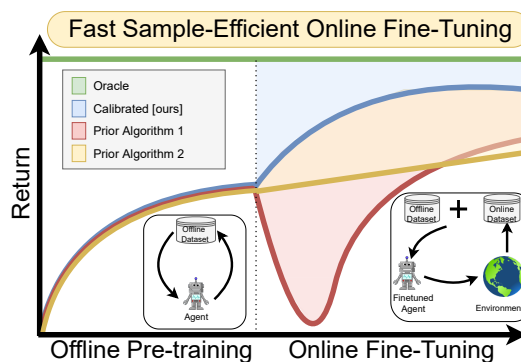 Fast Sample-Efficient Online Fine-Tuning
Oracle
Calibrated [ours]
Prior Algorithm 1
Prior Algorithm 2
Return
Offline
Dataset
Agent
Offline
Dataset
+
Online
Dataset
Finetuned
Agent
Environment
Offline Pre-training
Online Fine-Tuning